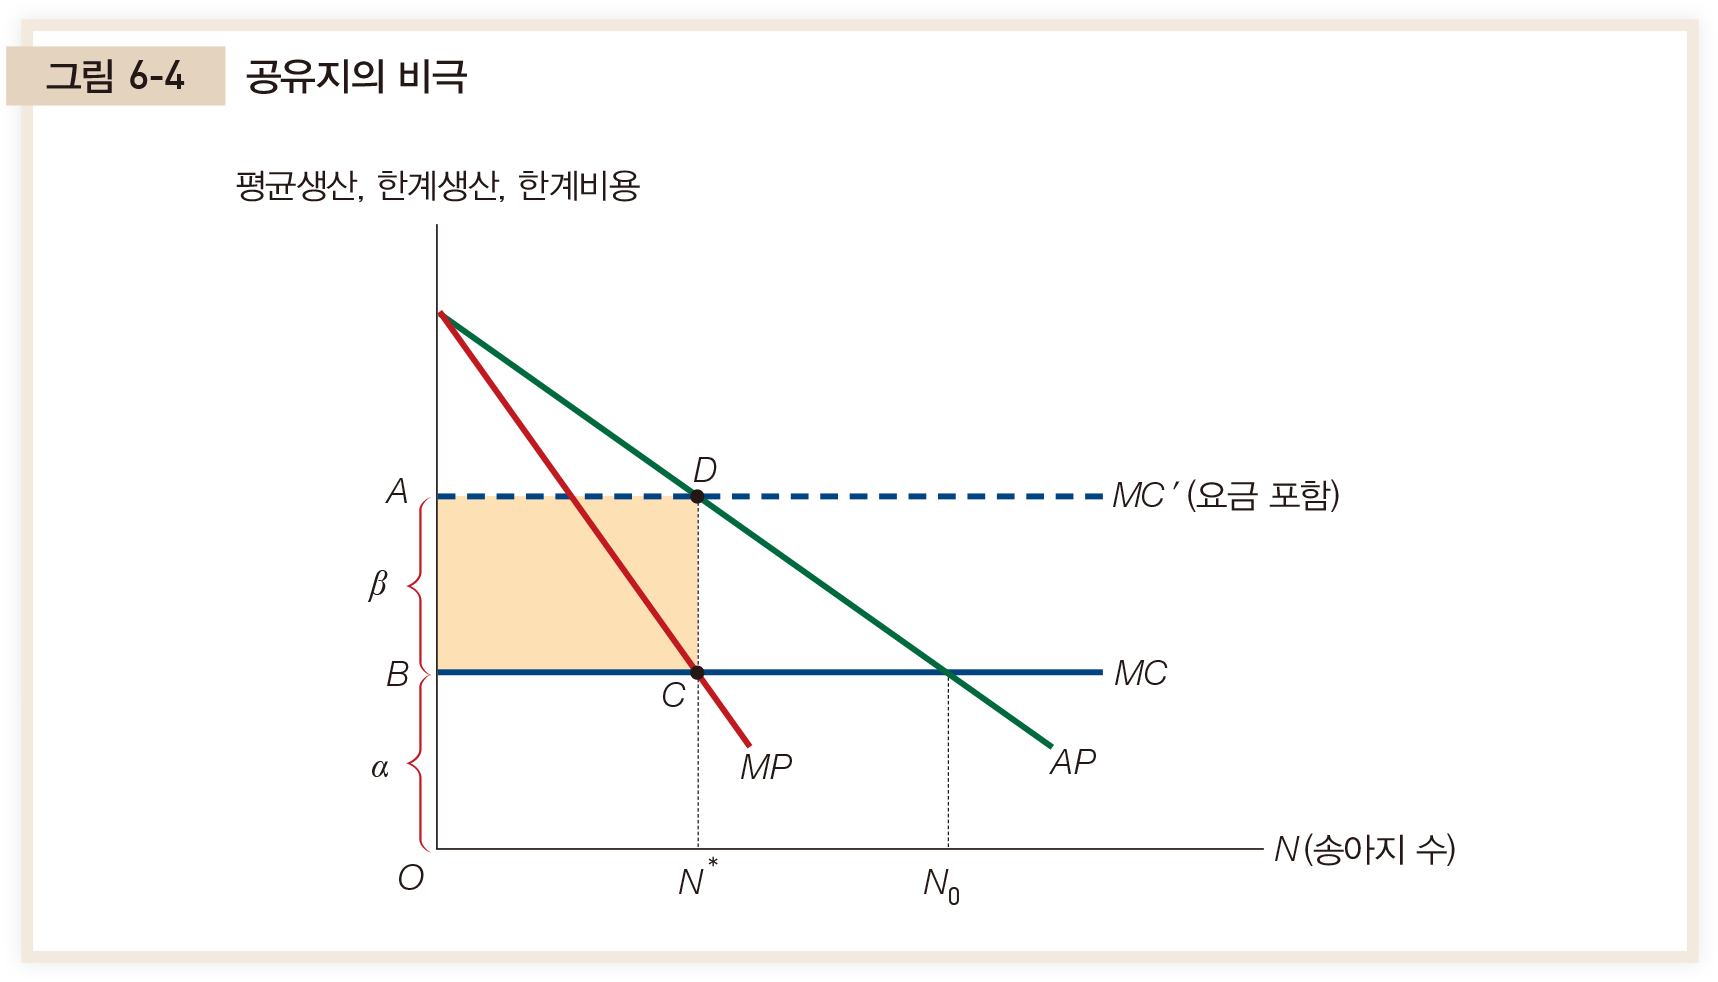 그림 6-4 공유지의 비극
평균생산, 한계생산, 한계비용
D
A
MC′ (요금 포함)
β
B
MC
C
MP
AP
α
N (송아지 수)
O
N*
N₀